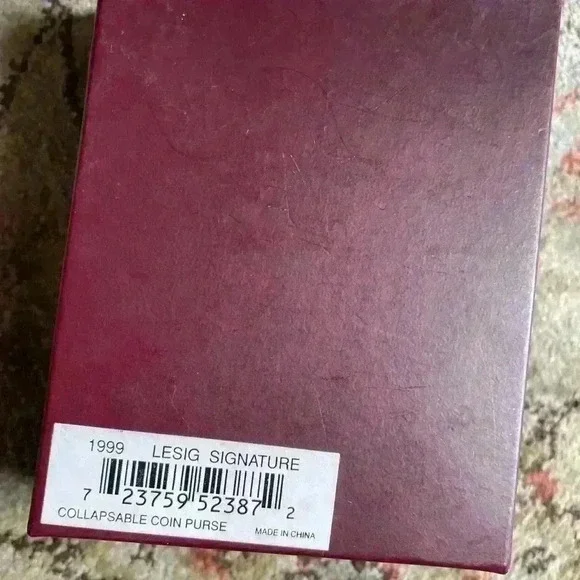 1999 LESIG SIGNATURE
7 23759 52387 2
COLLAPSABLE COIN PURSE MADE IN CHINA